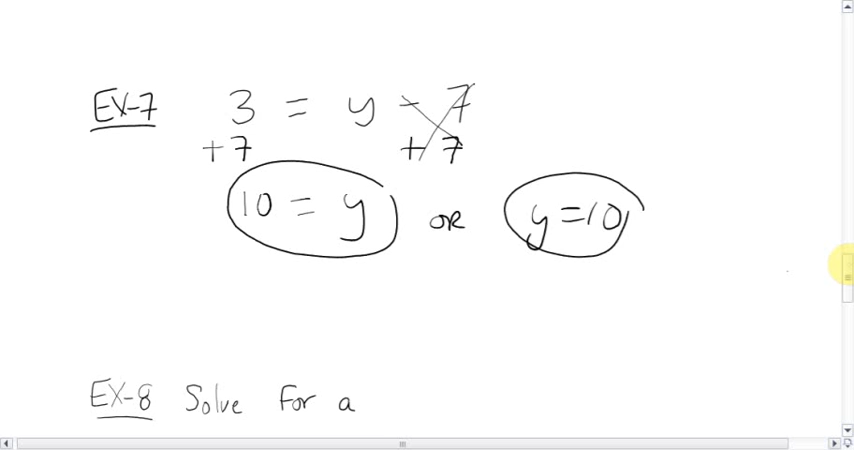 EX-7 3 = y - 7
+7 +7
10 = y OR y=10
EX-8 Solve For a